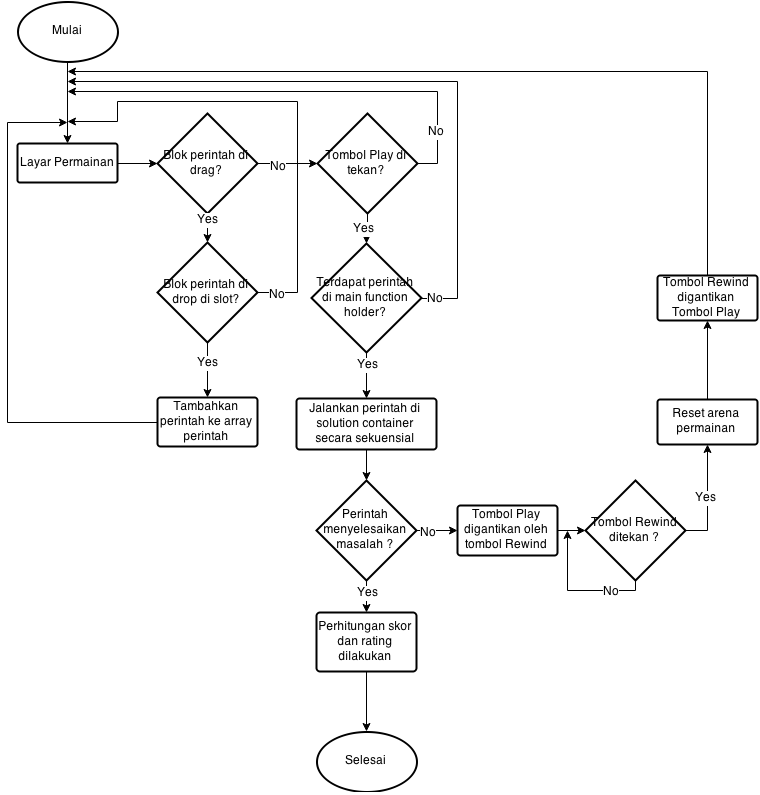 Mulai
Layar Permainan
Blok perintah di
drag?
No
Tombol Play di
tekan?
No
Yes
Yes
Blok perintah di
drop di slot?
No
Terdapat perintah
di main function
holder?
No
Yes
Yes
Tambahkan
perintah ke array
perintah
Jalankan perintah di
solution container
secara sekuensial
Perintah
menyelesaikan
masalah ?
No
Tombol Play
digantikan oleh
tombol Rewind
Tombol Rewind
ditekan ?
No
Yes
Reset arena
permainan
Tombol Rewind
digantikan
Tombol Play
Yes
Perhitungan skor
dan rating
dilakukan
Selesai